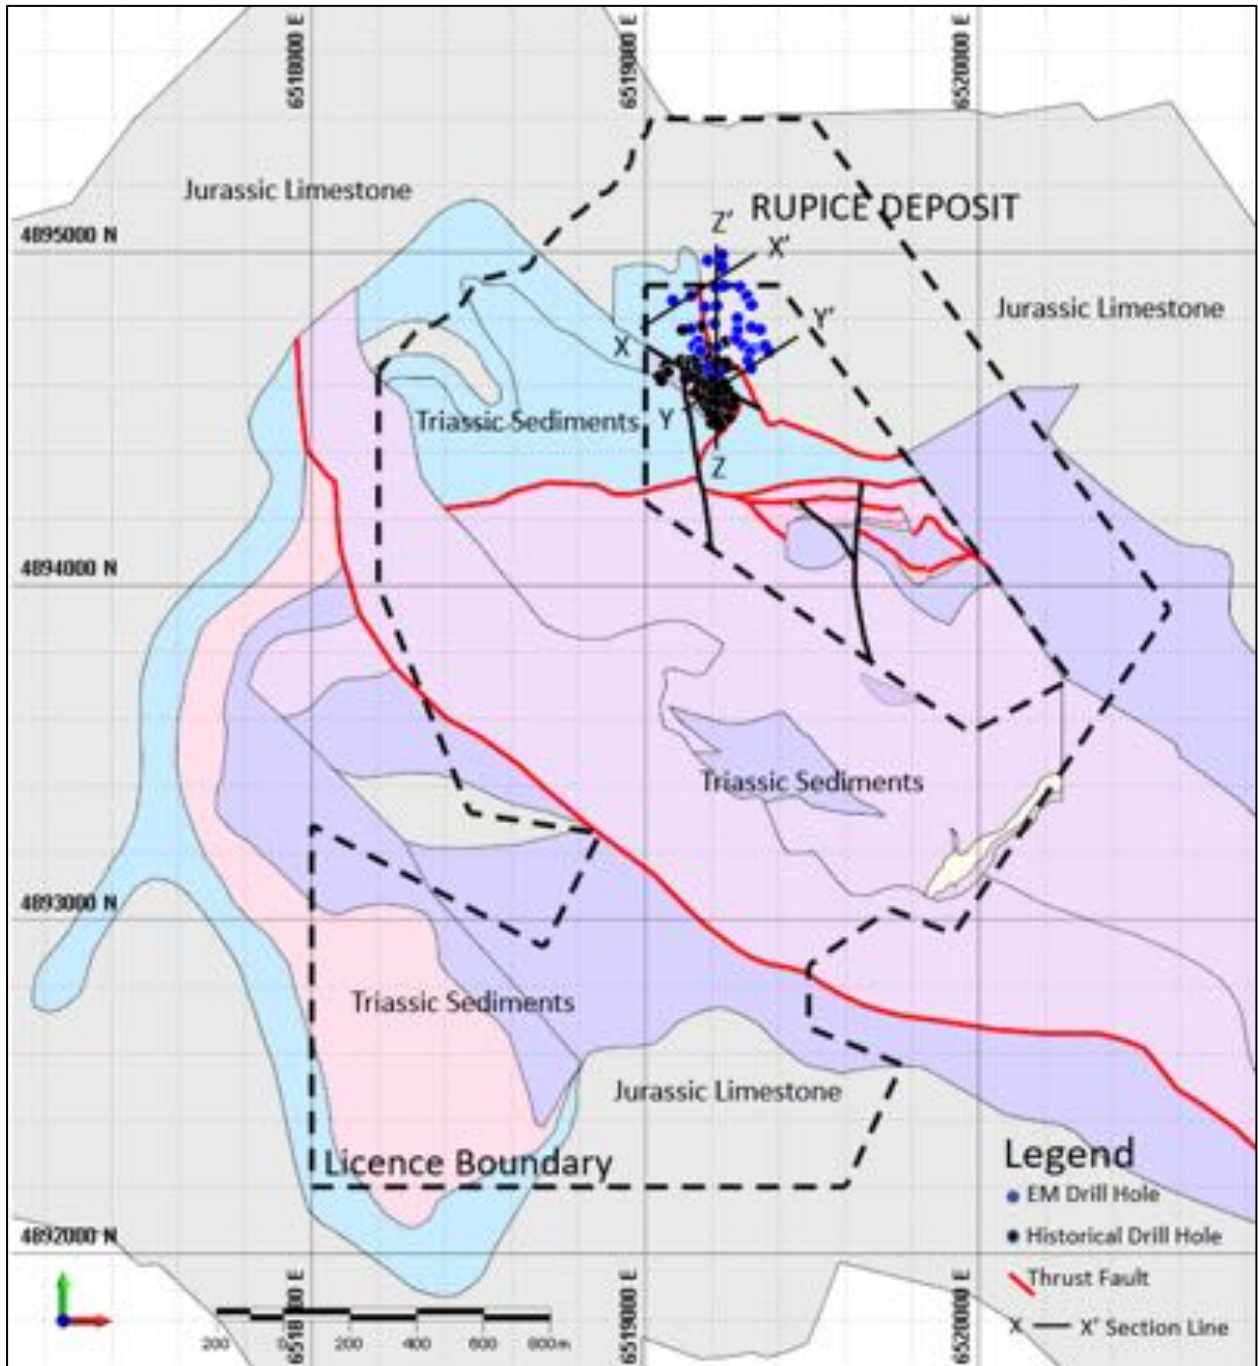 6518000 E
6519000 E
6520000 E
Jurassic Limestone
RUPICE DEPOSIT
Z'
4895000 N
X'
Jurassic Limestone
Y'
X
Triassic Sediments
Y
Z
4894000 N
Triassic Sediments
4893000 N
Triassic Sediments
Jurassic Limestone
Licence Boundary
Legend
EM Drill Hole
Historical Drill Hole
4892000 N
Thrust Fault
X X' Section Line
200 0 200 400 600 800m
6519000 E
6520000 E